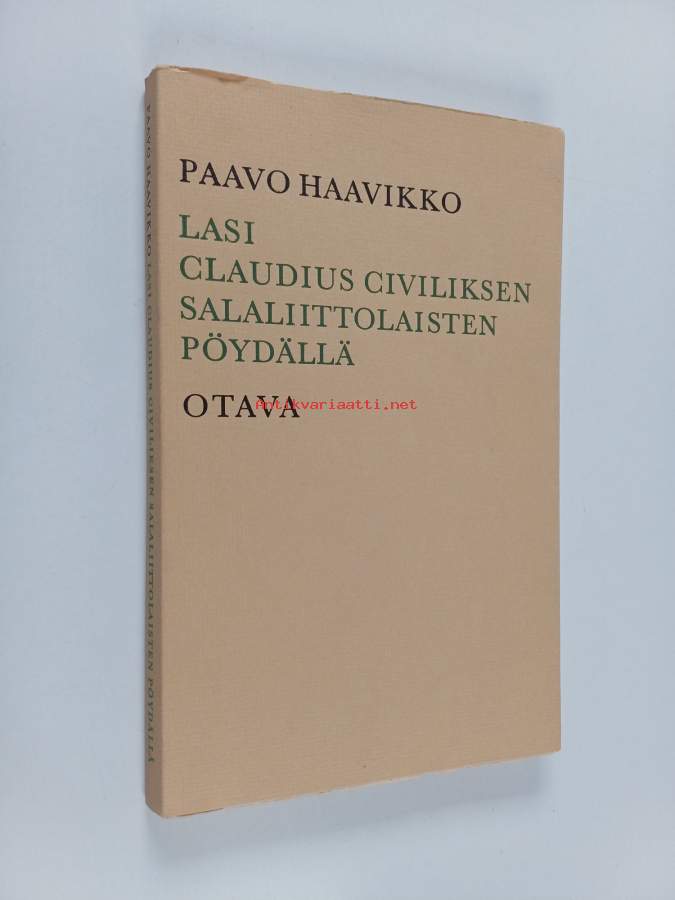 PAAVO HAAVIKKO
LASI
CLAUDIUS CIVILIKSEN
SALALIITTOLAISTEN
PÖYDÄLLÄ
OTAVA
Antikvariaatti.net
PAAVO HAAVIKKO LASI CLAUDIUS CIVILIKSEN SALALIITTOLAISTEN PÖYDÄLLÄ